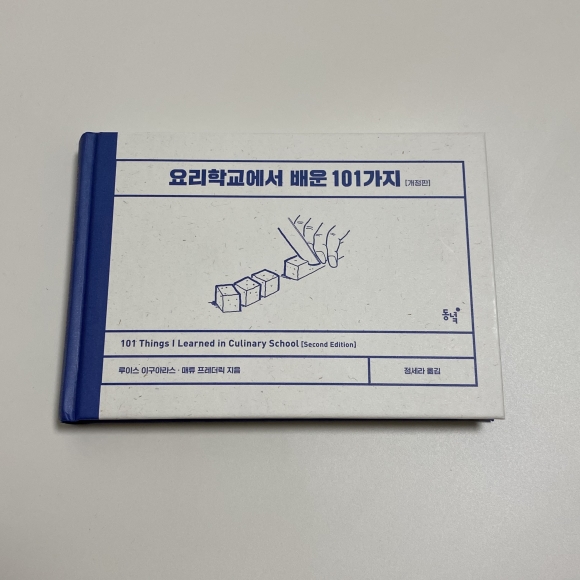 요리학교에서 배운 101가지 [개정판]
동녘
101 Things I Learned in Culinary School [Second Edition]
루이스 이구아라스 · 매튜 프레더릭 지음
정세라 옮김